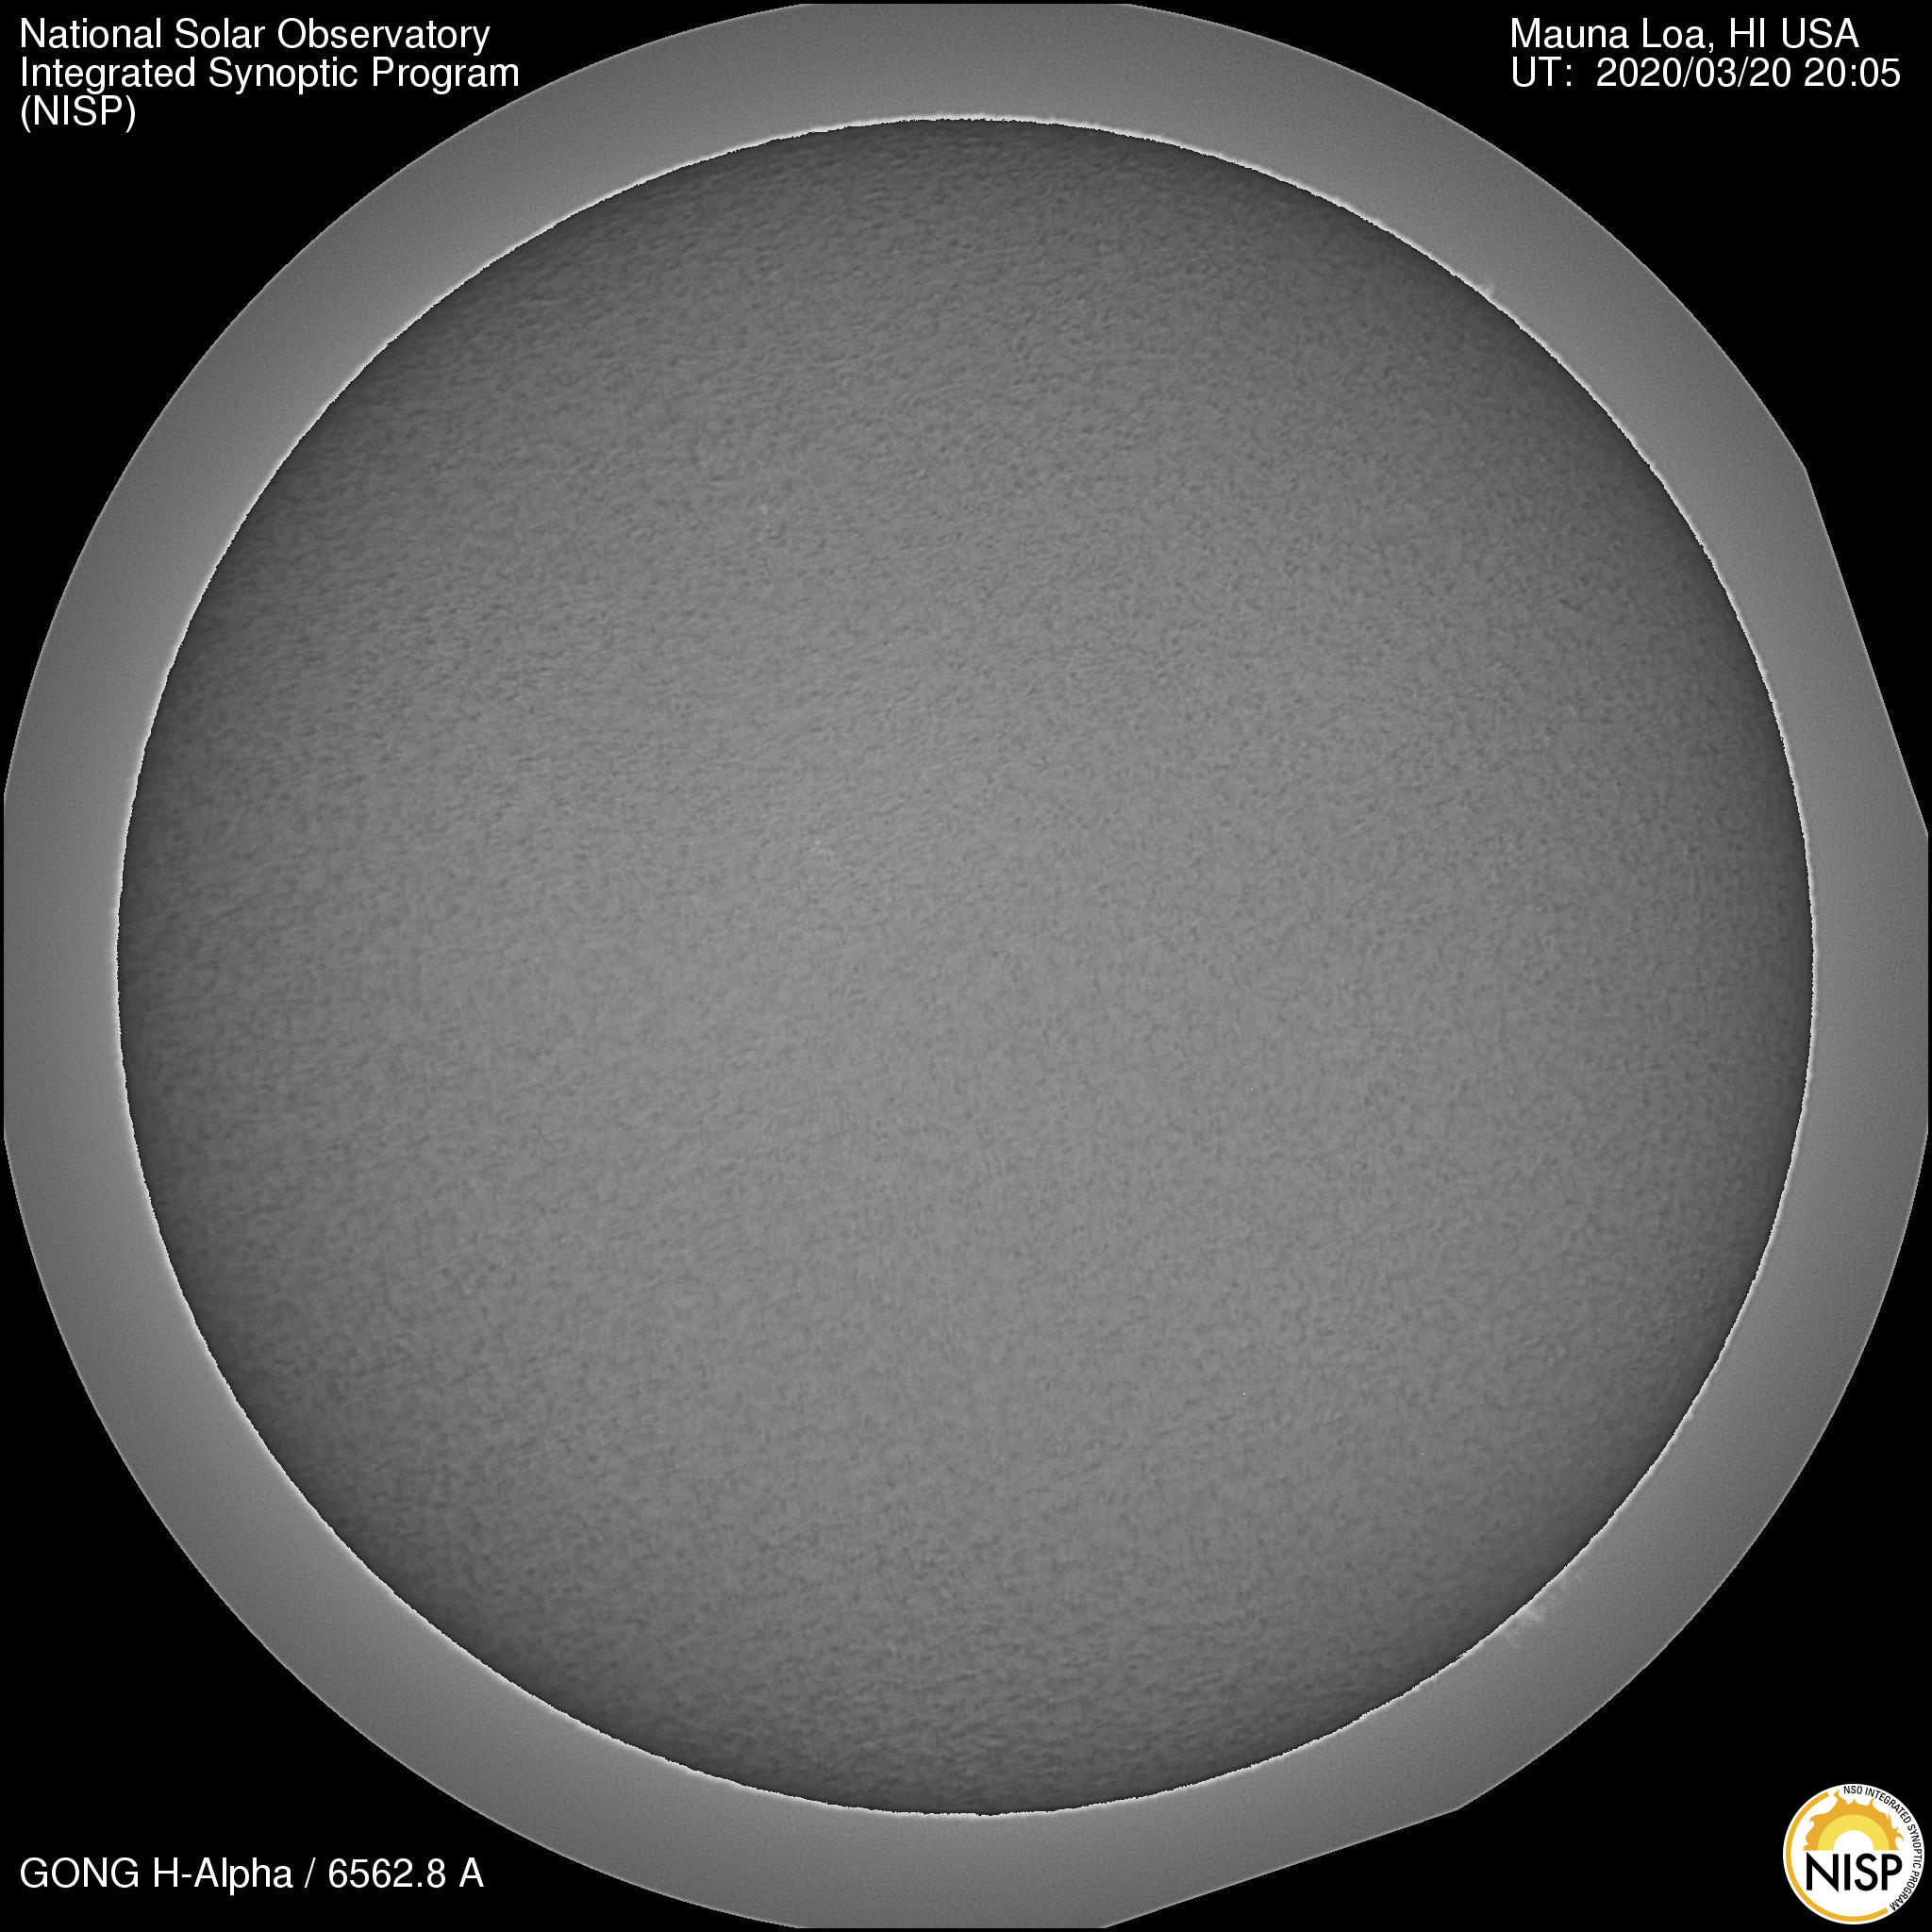 National Solar Observatory
Integrated Synoptic Program
(NISP)
Mauna Loa, HI USA
UT: 2020/03/20 20:05
GONG H-Alpha / 6562.8 A
NSO INTEGRATED SYNOPTIC PROGRAM
NISP